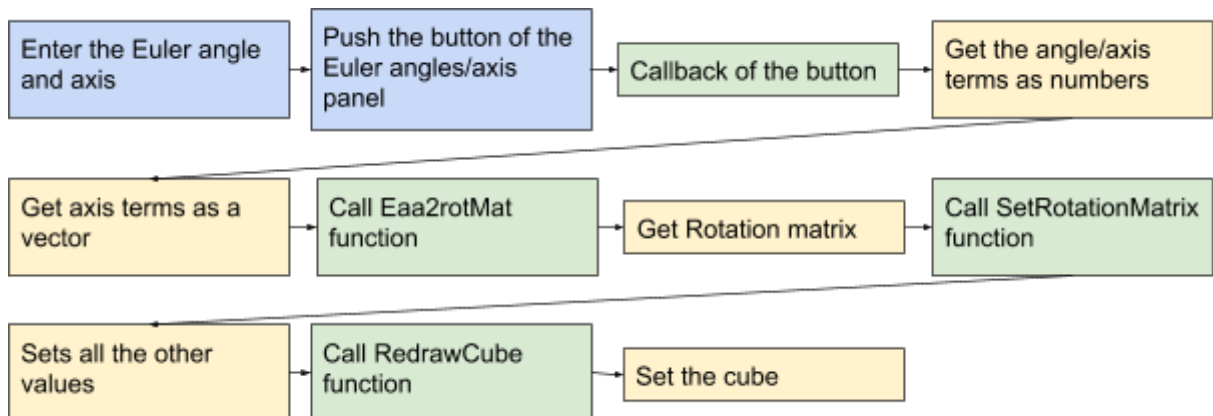 Enter the Euler angle
and axis
Push the button of the
Euler angles/axis
panel
Callback of the button
Get the angle/axis
terms as numbers
Get axis terms as a
vector
Call Eaa2rotMat
function
Get Rotation matrix
Call SetRotationMatrix
function
Sets all the other
values
Call RedrawCube
function
Set the cube